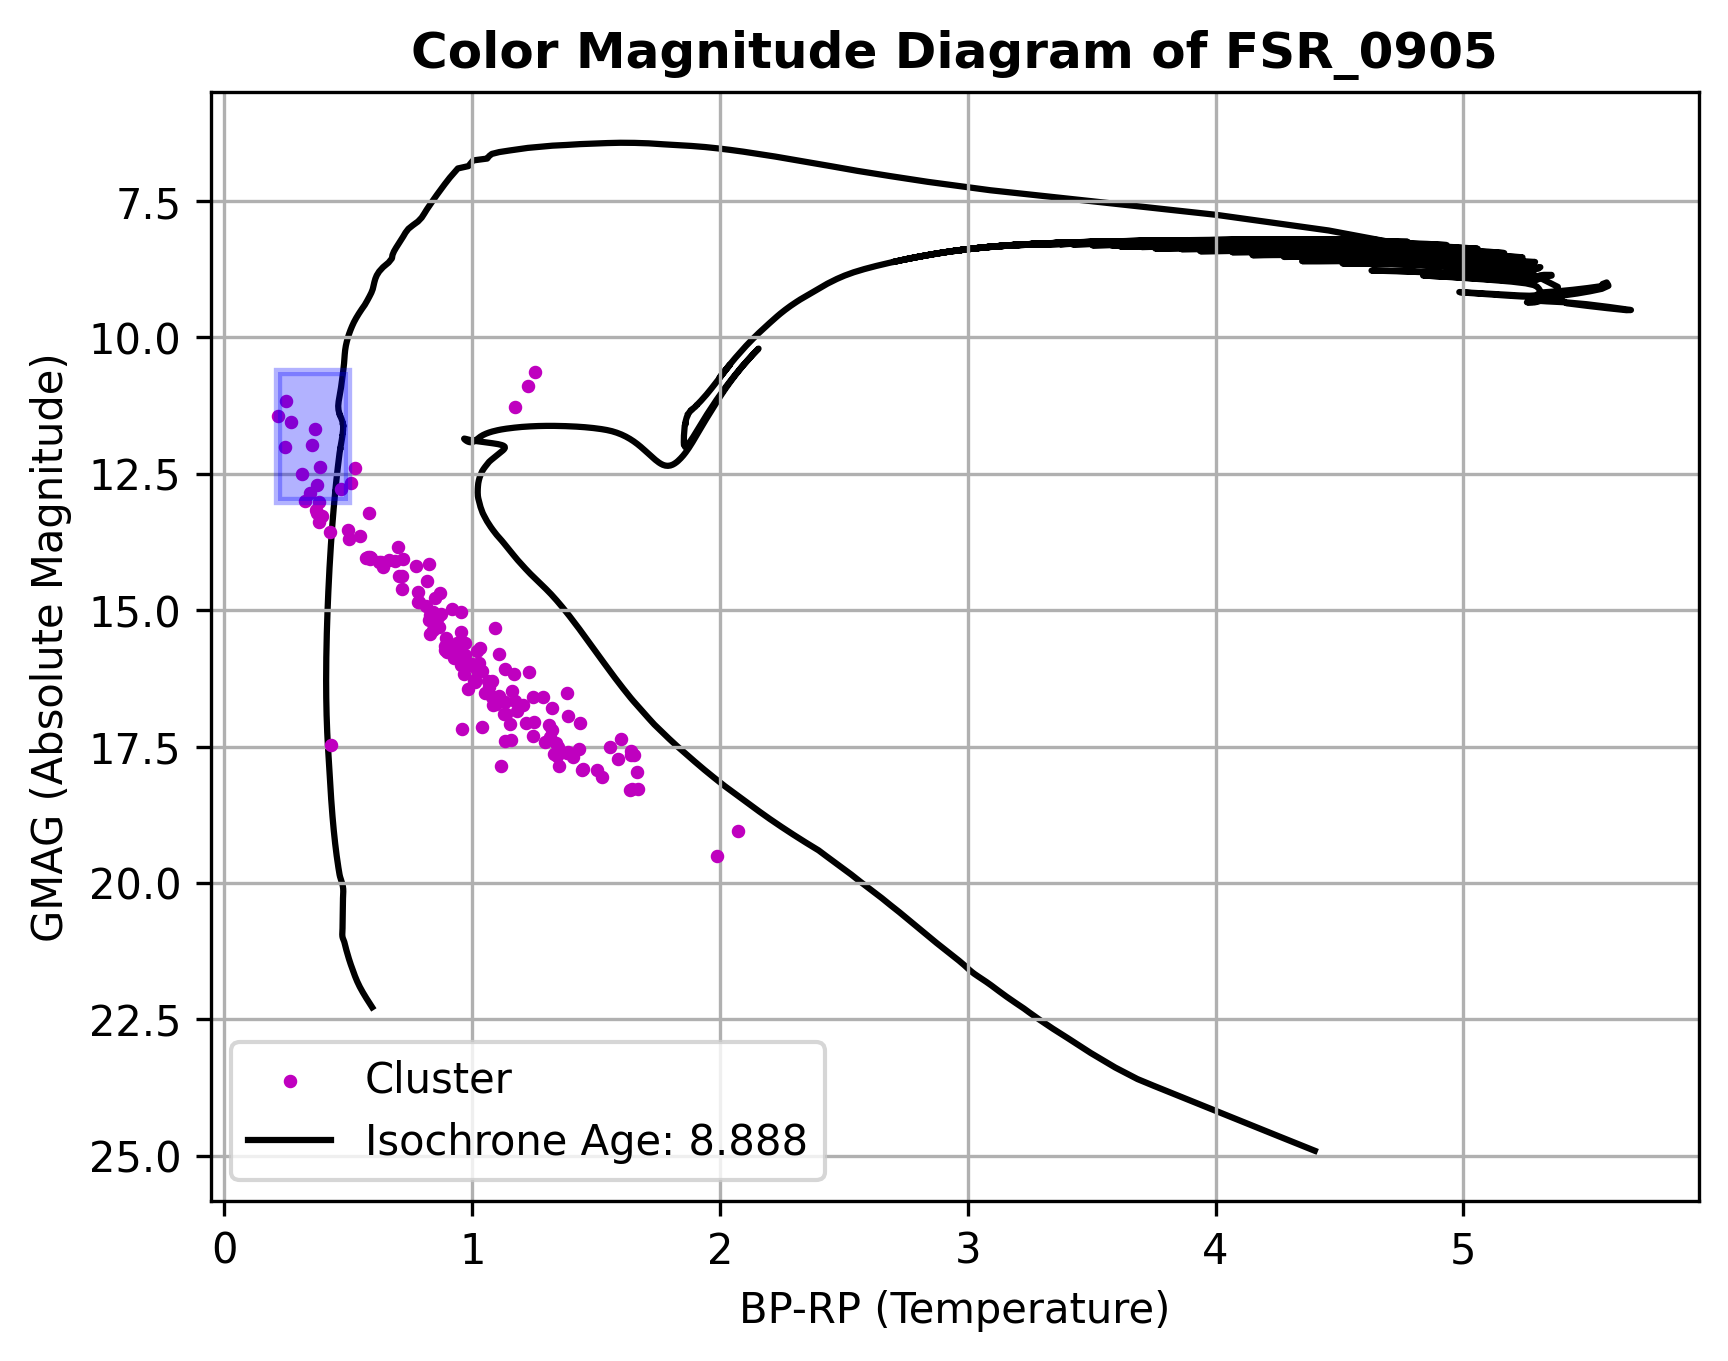 Color Magnitude Diagram of FSR_0905
GMAG (Absolute Magnitude)
7.5
10.0
12.5
15.0
17.5
20.0
22.5
25.0
Cluster
Isochrone Age: 8.888
0 1 2 3 4 5
BP-RP (Temperature)